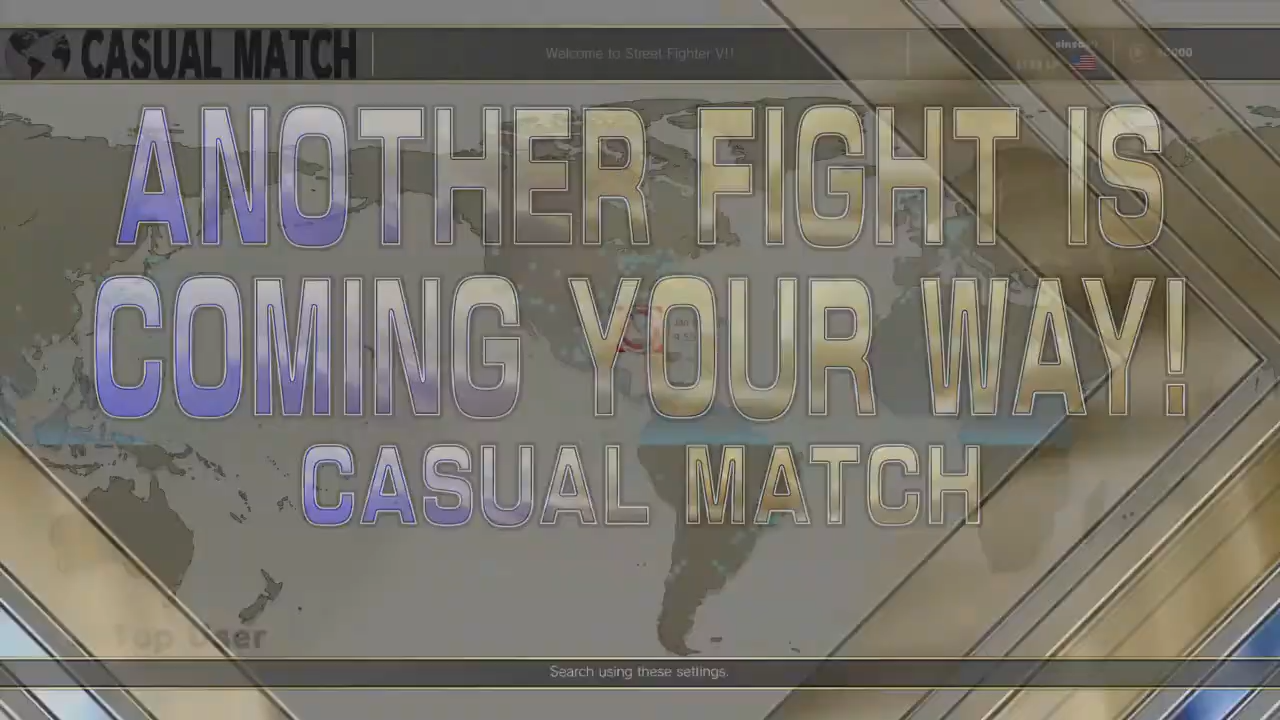 CASUAL MATCH
Welcome to Street Fighter V!!
ANOTHER FIGHT IS
COMING YOUR WAY!
CASUAL MATCH
Top User
Search using these settings.